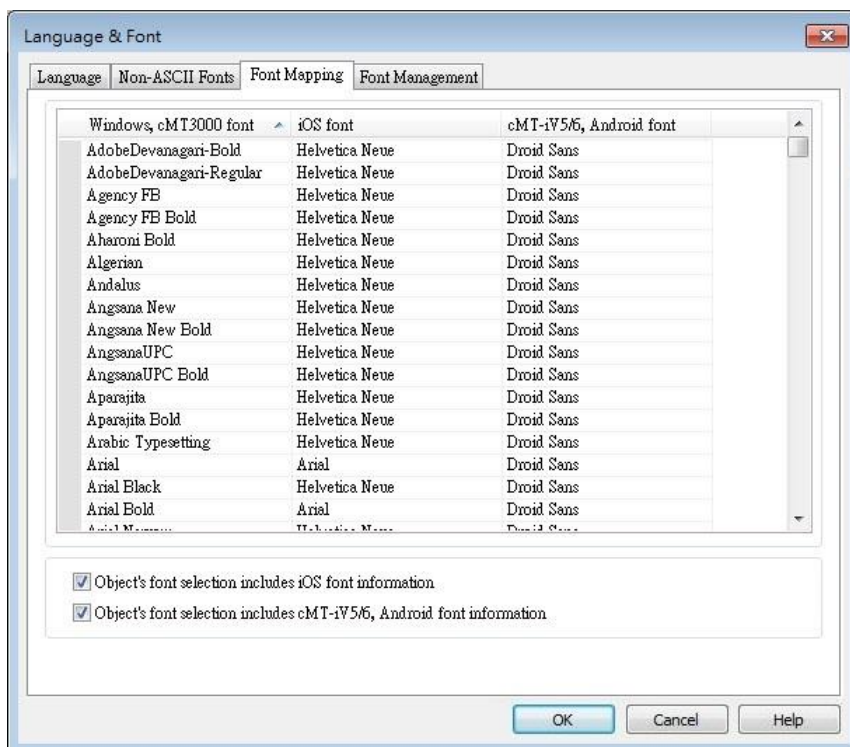 Language & Font
Language Non-ASCII Fonts Font Mapping Font Management
Windows, cMT3000 font iOS font cMT-iV5/6, Android font
AdobeDevanagari-Bold Helvetica Neue Droid Sans
AdobeDevanagari-Regular Helvetica Neue Droid Sans
Agency FB Helvetica Neue Droid Sans
Agency FB Bold Helvetica Neue Droid Sans
Aharoni Bold Helvetica Neue Droid Sans
Algerian Helvetica Neue Droid Sans
Andalus Helvetica Neue Droid Sans
Angsana New Helvetica Neue Droid Sans
Angsana New Bold Helvetica Neue Droid Sans
AngsanaUPC Helvetica Neue Droid Sans
AngsanaUPC Bold Helvetica Neue Droid Sans
Aparajita Helvetica Neue Droid Sans
Aparajita Bold Helvetica Neue Droid Sans
Arabic Typesetting Helvetica Neue Droid Sans
Arial Arial Droid Sans
Arial Black Helvetica Neue Droid Sans
Arial Bold Arial Droid Sans
Object's font selection includes iOS font information
Object's font selection includes cMT-iV5/6, Android font information
OK Cancel Help